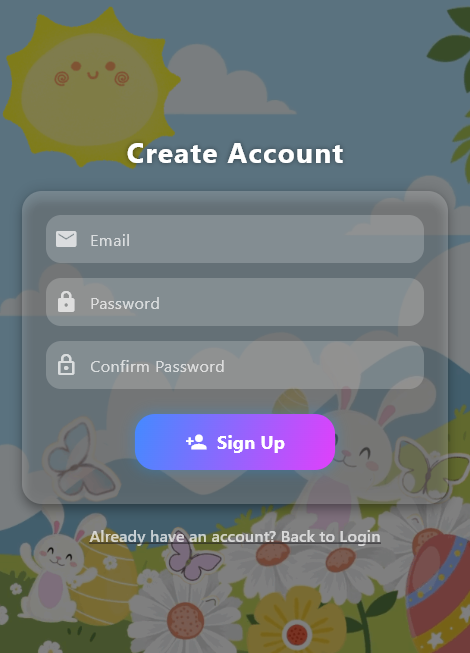 Create Account
Email
Password
Confirm Password
Sign Up
Already have an account? Back to Login